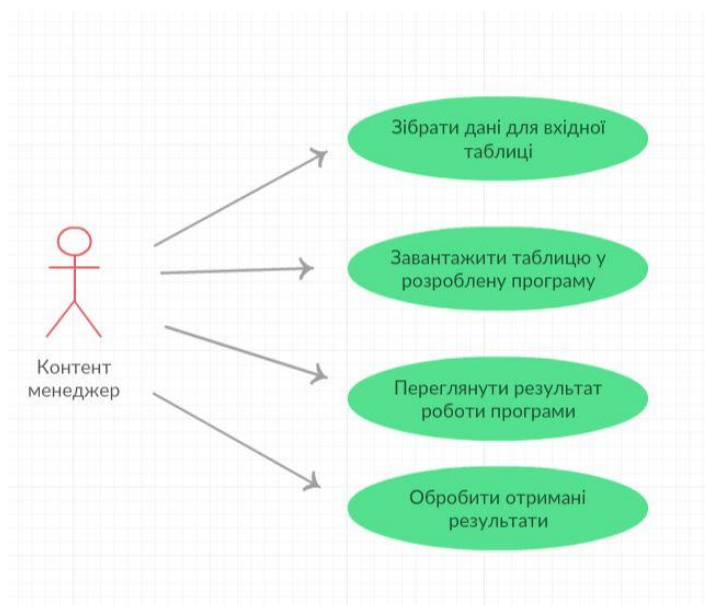 Зібрати дані для вхідної
таблиці
Завантажити таблицю у
розроблену програму
Контент
менеджер
Переглянути результат
роботи програми
Обробити отримані
результати